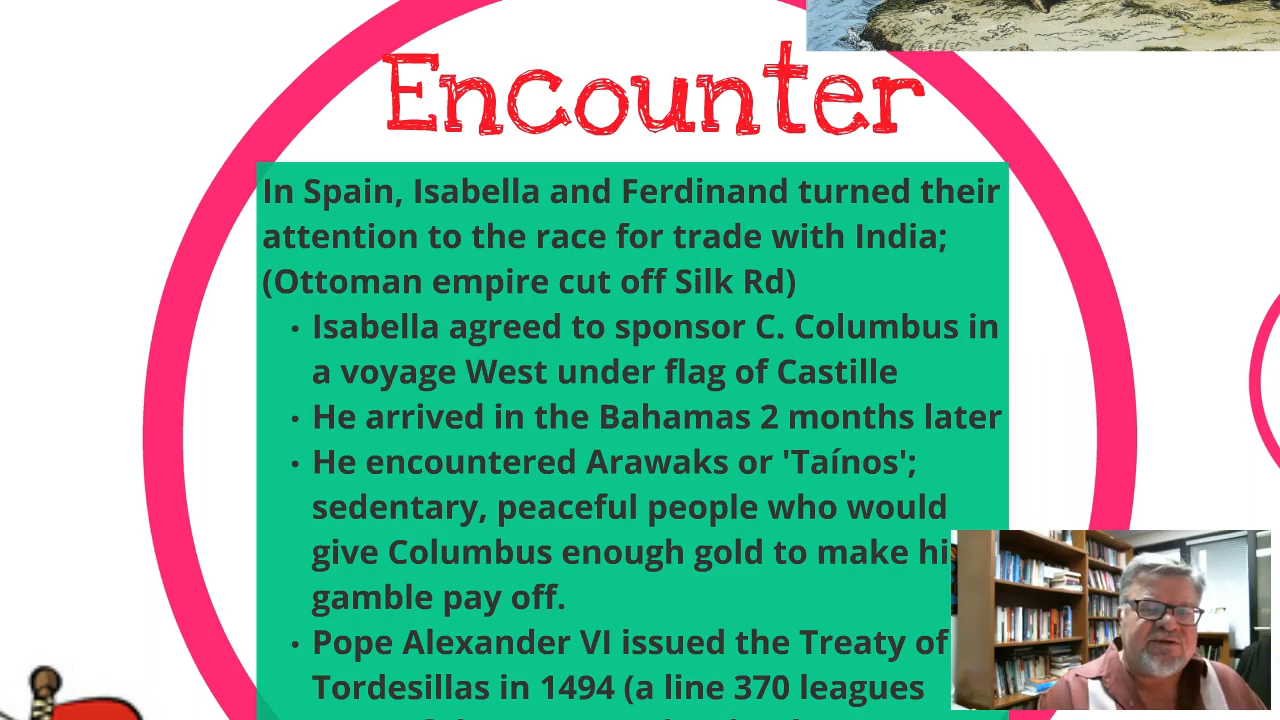 Encounter
In Spain, Isabella and Ferdinand turned their
attention to the race for trade with India;
(Ottoman empire cut off Silk Rd)
• Isabella agreed to sponsor C. Columbus in
a voyage West under flag of Castille
• He arrived in the Bahamas 2 months later
• He encountered Arawaks or 'Taínos';
sedentary, peaceful people who would
give Columbus enough gold to make hi
gamble pay off.
• Pope Alexander VI issued the Treaty of
Tordesillas in 1494 (a line 370 leagues